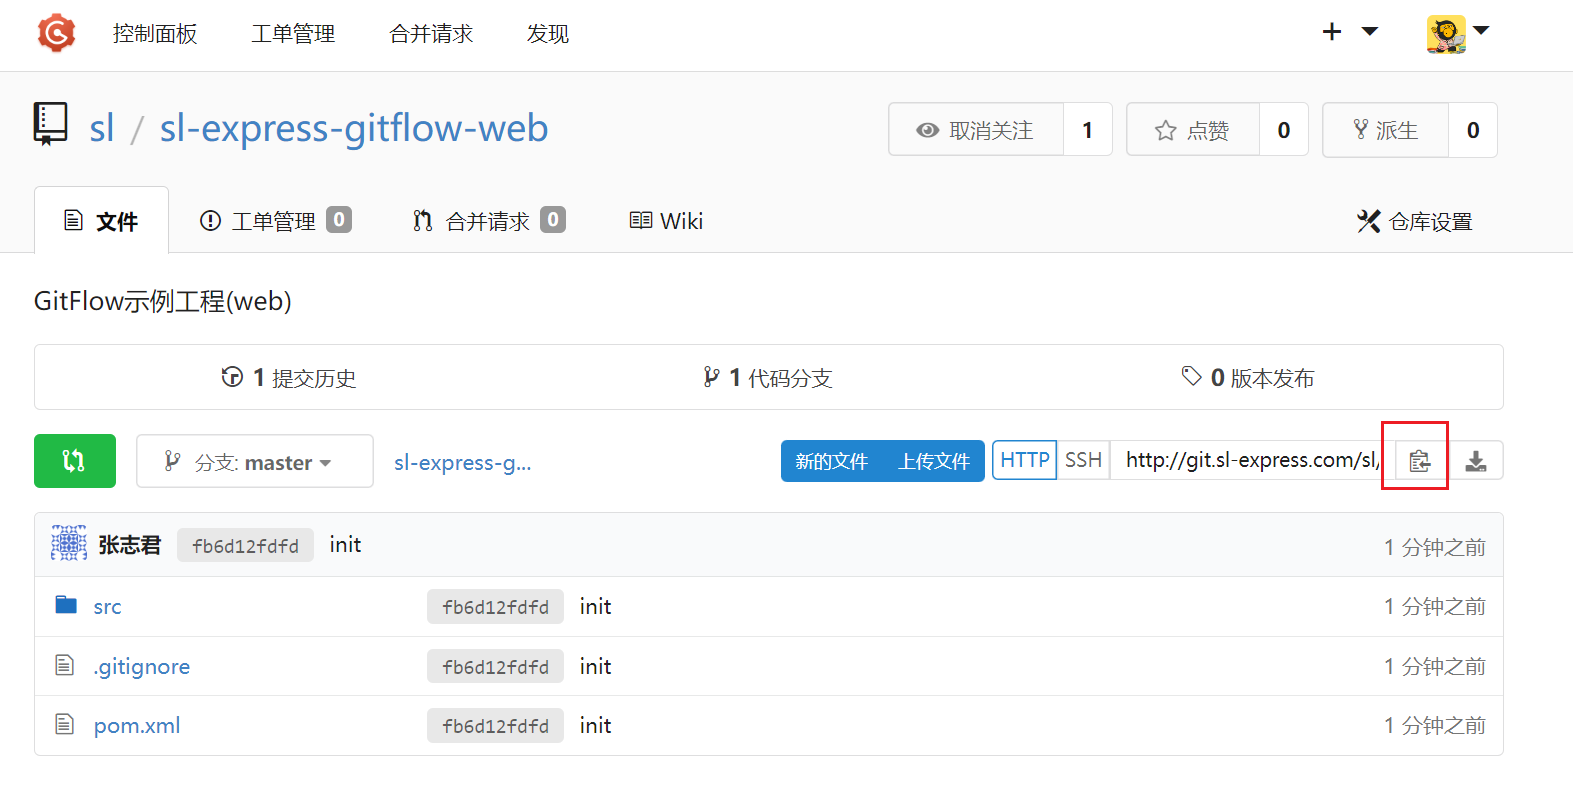 控制面板 工单管理 合并请求 发现
sl / sl-express-gitflow-web 取消关注 1 点赞 0 派生 0
文件 工单管理 0 合并请求 0 Wiki 仓库设置
GitFlow示例工程(web)
1 提交历史 1 代码分支 0 版本发布
分支: master sl-express-g... 新的文件 上传文件 HTTP SSH http://git.sl-express.com/sl/
张志君 fb6d12fdfd init 1 分钟之前
src fb6d12fdfd init 1 分钟之前
.gitignore fb6d12fdfd init 1 分钟之前
pom.xml fb6d12fdfd init 1 分钟之前